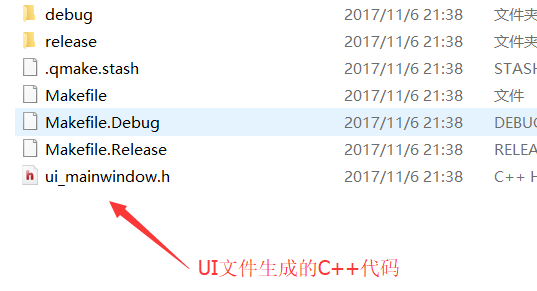 debug 2017/11/6 21:38 文件夹
release 2017/11/6 21:38 文件夹
.qmake.stash 2017/11/6 21:38 STASH
Makefile 2017/11/6 21:38 文件
Makefile.Debug 2017/11/6 21:38 DEBUG
Makefile.Release 2017/11/6 21:38 RELEA
ui_mainwindow.h 2017/11/6 21:38 C++ H
UI文件生成的C++代码